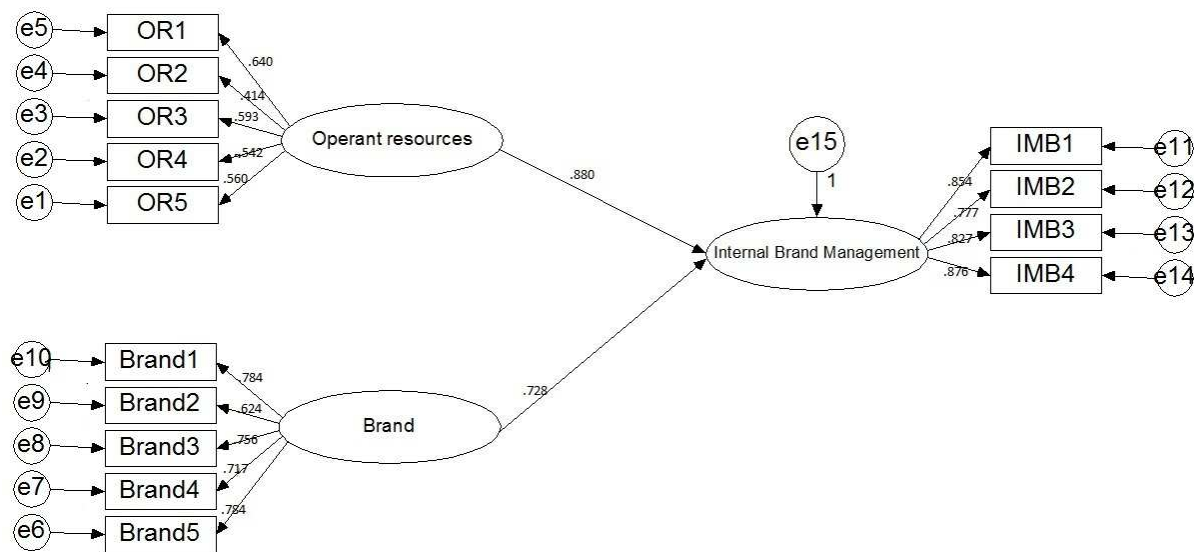 e5 OR1
.640
e4 OR2
.414
e3 OR3
.593
e2 OR4
.542
e1 OR5
.560
Operant resources
.880
e15
1
Internal Brand Management
.854
IMB1 e11
.777
IMB2 e12
.827
IMB3 e13
.876
IMB4 e14
e10 Brand1
.784
e9 Brand2
.624
e8 Brand3
.756
e7 Brand4
.717
e6 Brand5
.784
Brand
.728